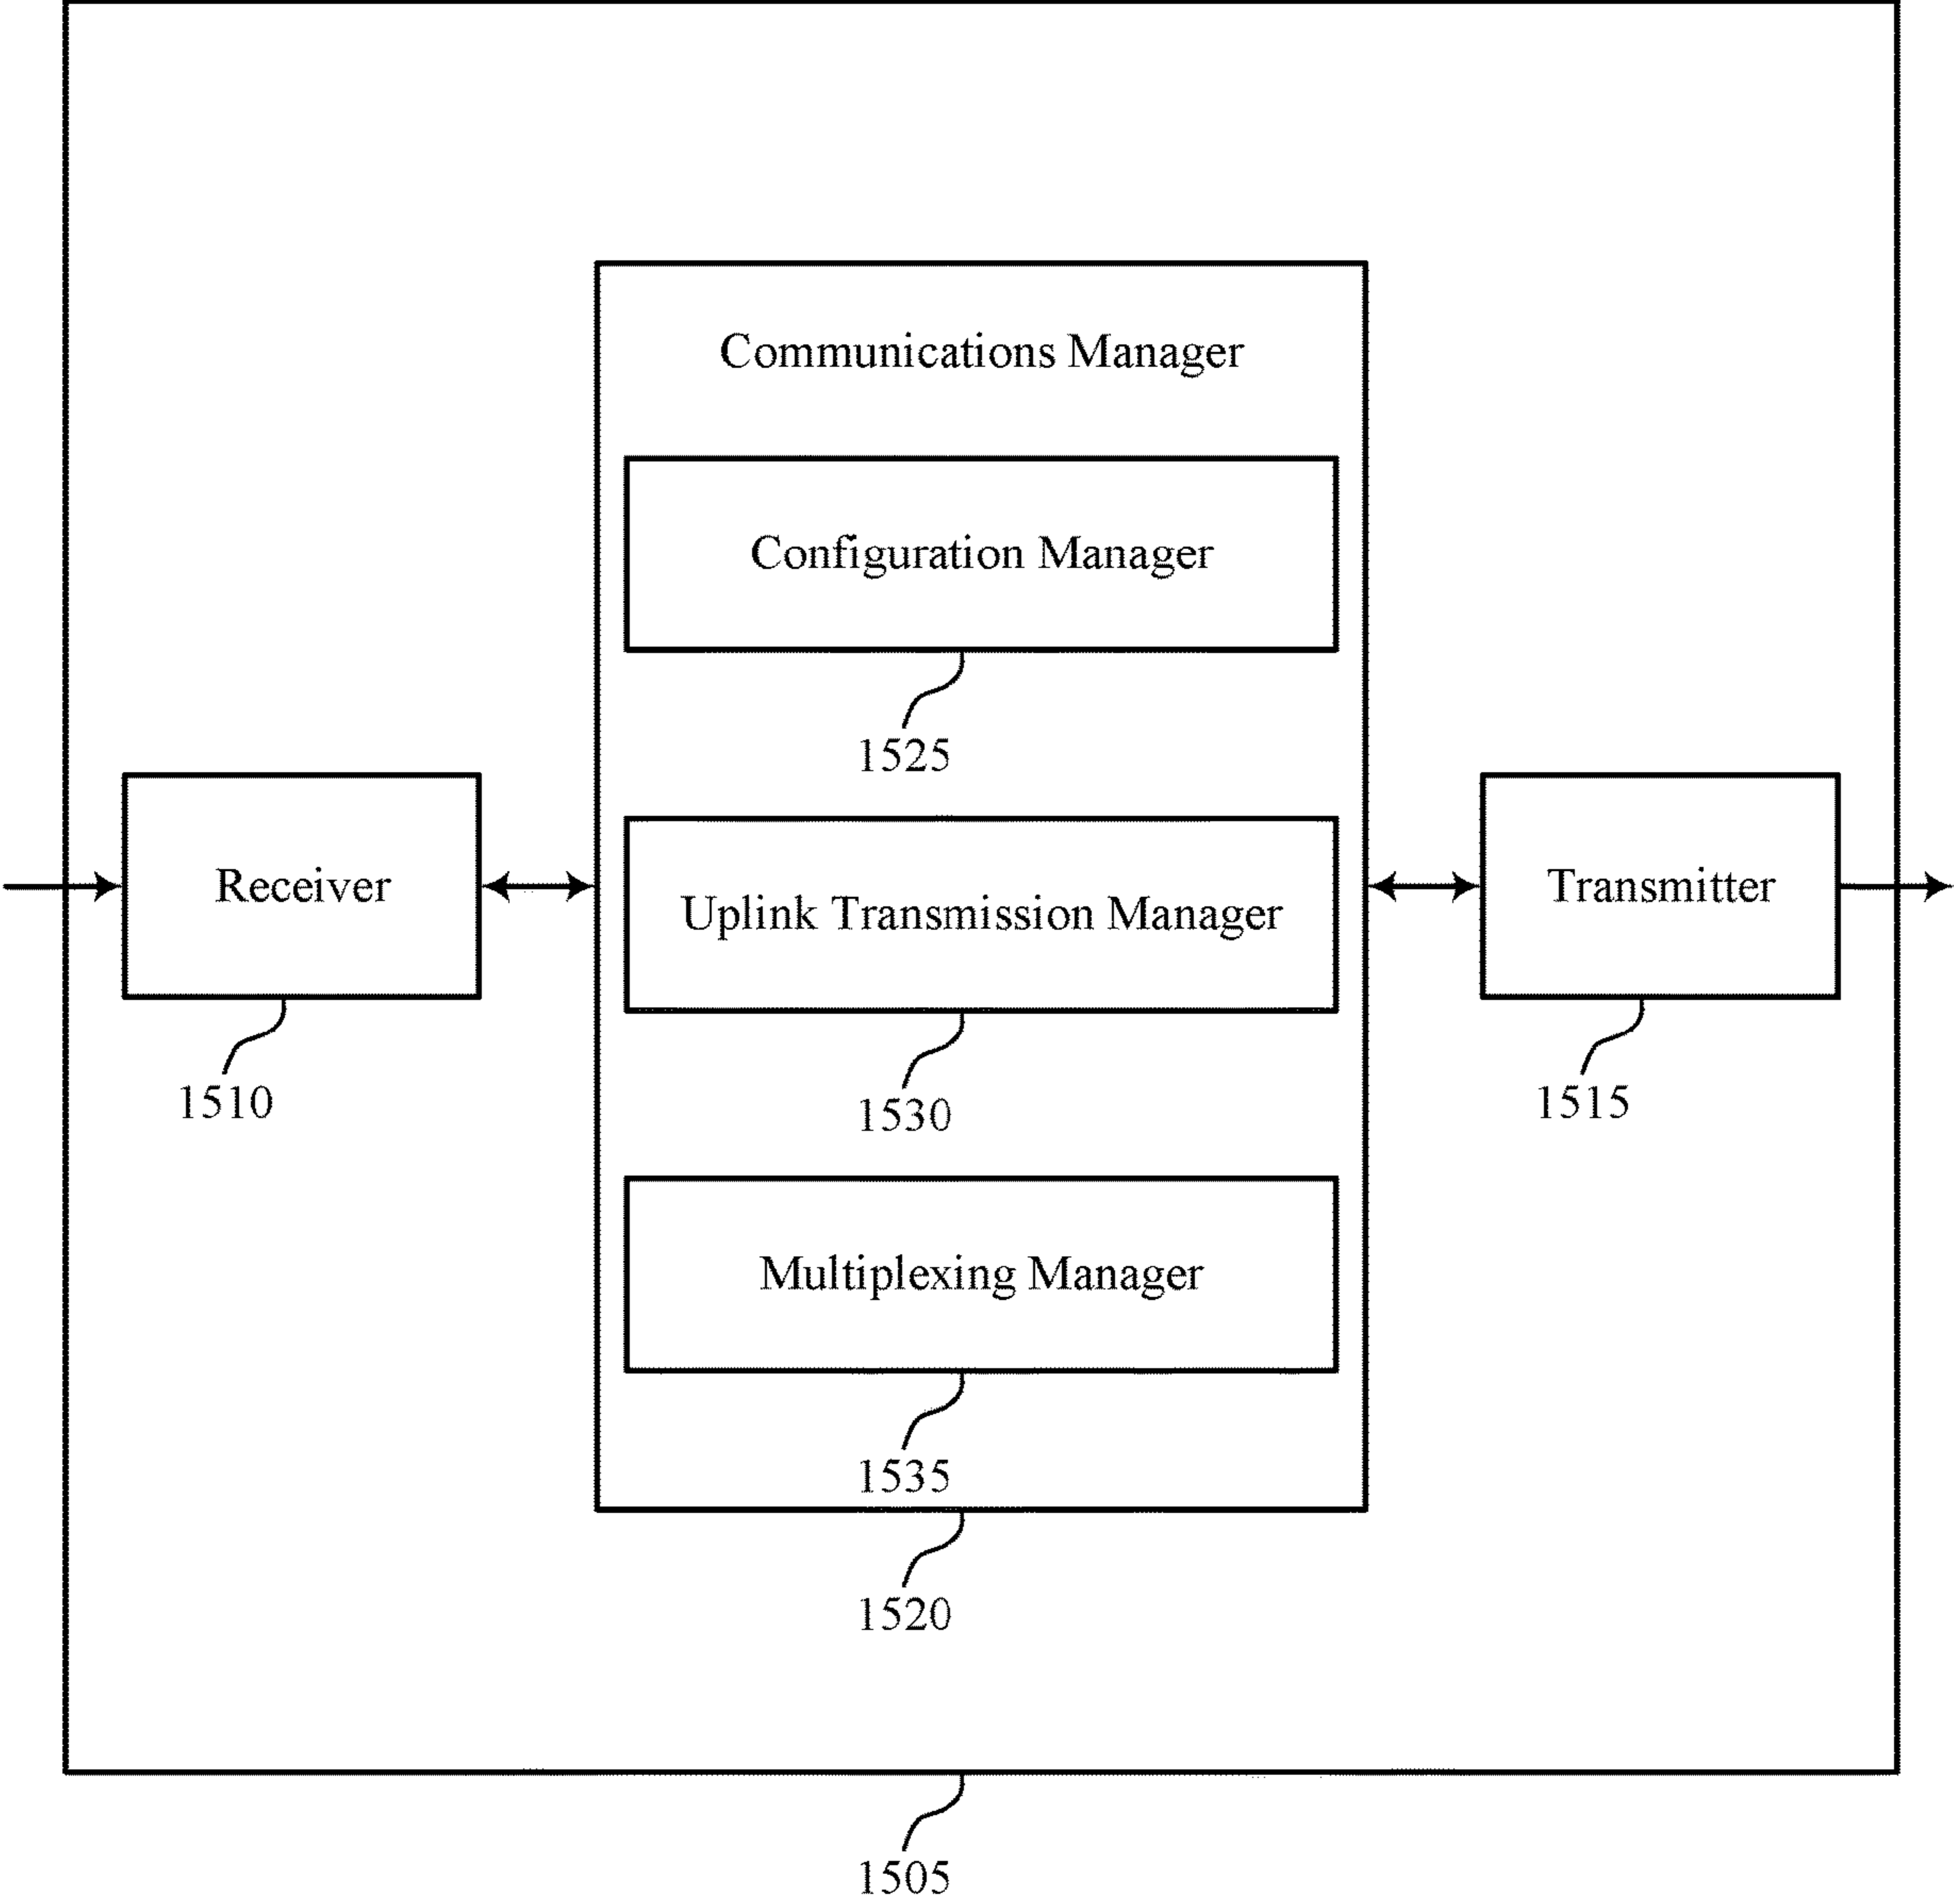 Communications Manager
Configuration Manager
1525
Receiver
1510
Uplink Transmission Manager
1530
Transmitter
1515
Multiplexing Manager
1535
1520
1505